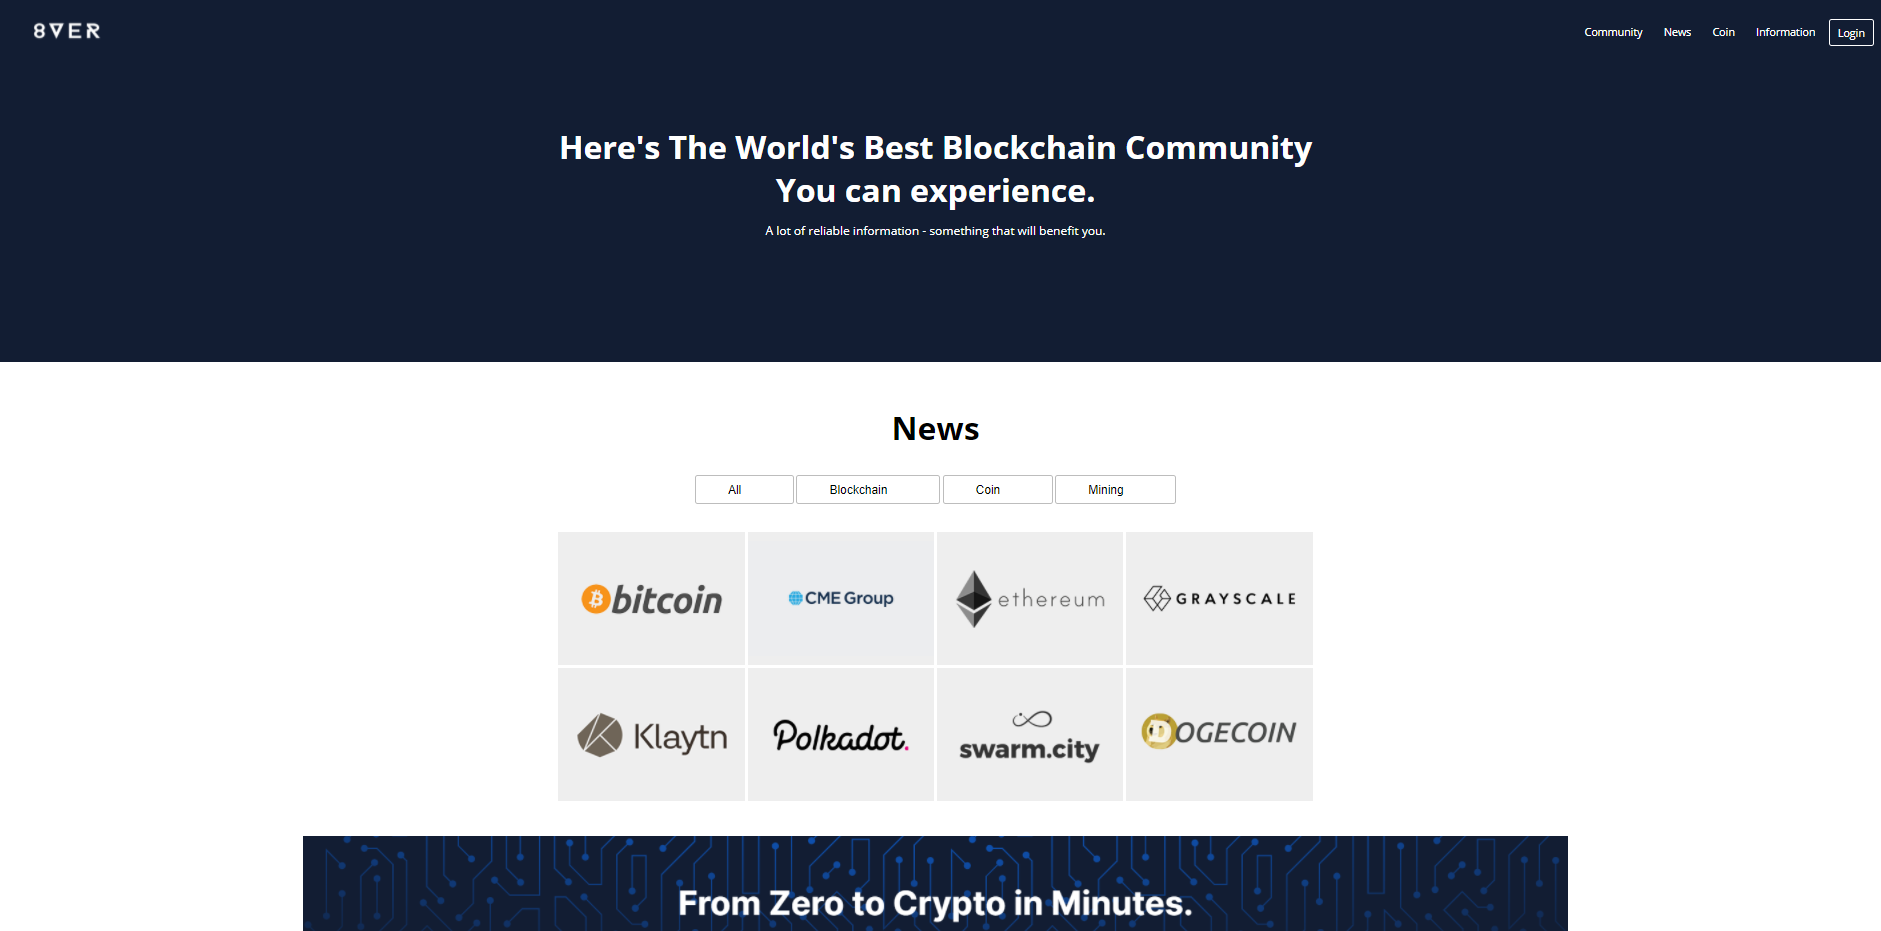 8VER
Community News Coin Information Login
Here's The World's Best Blockchain Community
You can experience.
A lot of reliable information - something that will benefit you.
News
All Blockchain Coin Mining
bitcoin CME Group ethereum GRAYSCALE
Klaytn Polkadot. swarm.city DOGECOIN
From Zero to Crypto in Minutes.